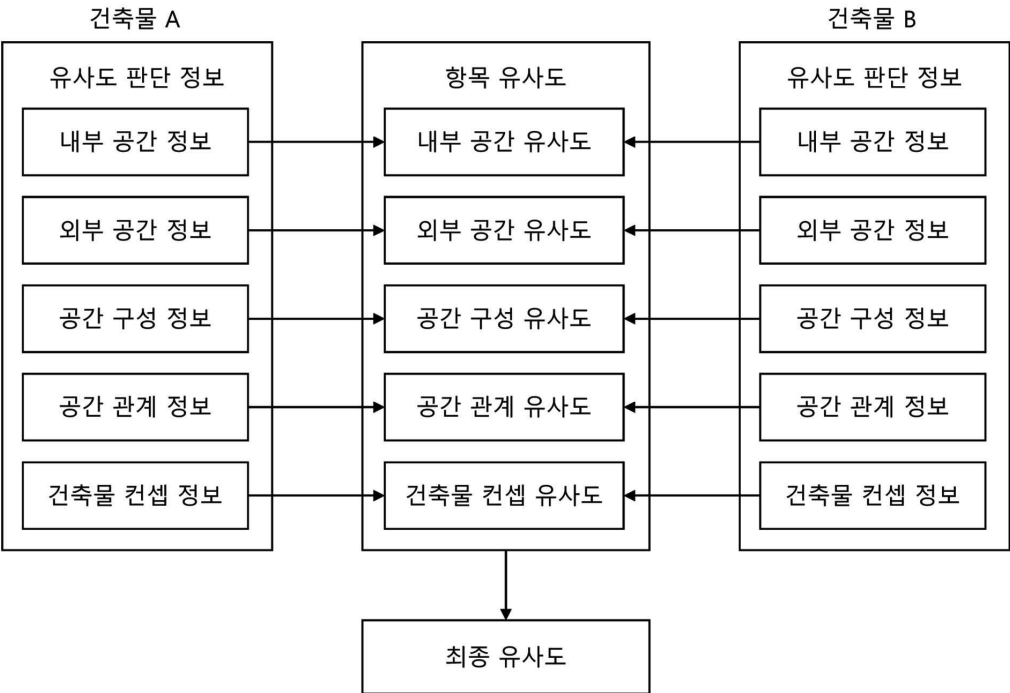 건축물 A
유사도 판단 정보
내부 공간 정보
외부 공간 정보
공간 구성 정보
공간 관계 정보
건축물 컨셉 정보
항목 유사도
내부 공간 유사도
외부 공간 유사도
공간 구성 유사도
공간 관계 유사도
건축물 컨셉 유사도
건축물 B
유사도 판단 정보
내부 공간 정보
외부 공간 정보
공간 구성 정보
공간 관계 정보
건축물 컨셉 정보
최종 유사도